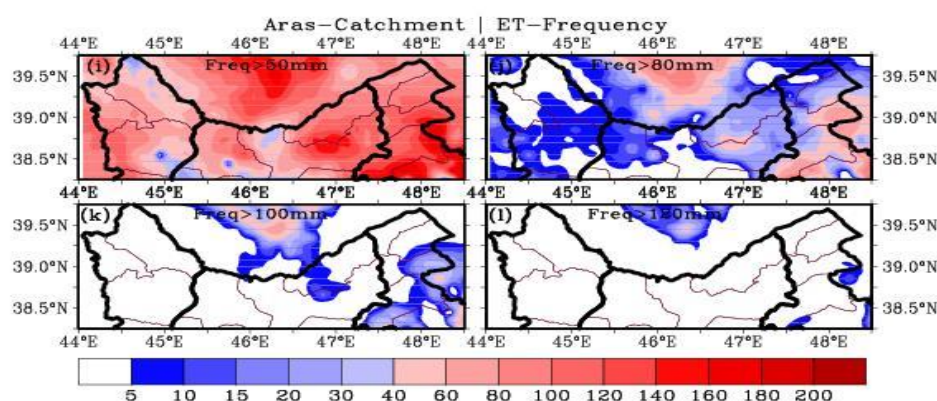 Aras-Catchment | ET-Frequency
44°E 45°E 46°E 47°E 48°E 44°E 45°E 46°E 47°E 48°E
(i) Freq>50mm (j) Freq>80mm
39.5°N 39.5°N
39.0°N 39.0°N
38.5°N 38.5°N
44°E 45°E 46°E 47°E 48°E 44°E 45°E 46°E 47°E 48°E
(k) Freq>100mm (l) Freq>120mm
39.5°N 39.5°N
39.0°N 39.0°N
38.5°N 38.5°N
44°E 45°E 46°E 47°E 48°E 44°E 45°E 46°E 47°E 48°E
5 10 15 20 30 40 60 80 120 140 160 180 200